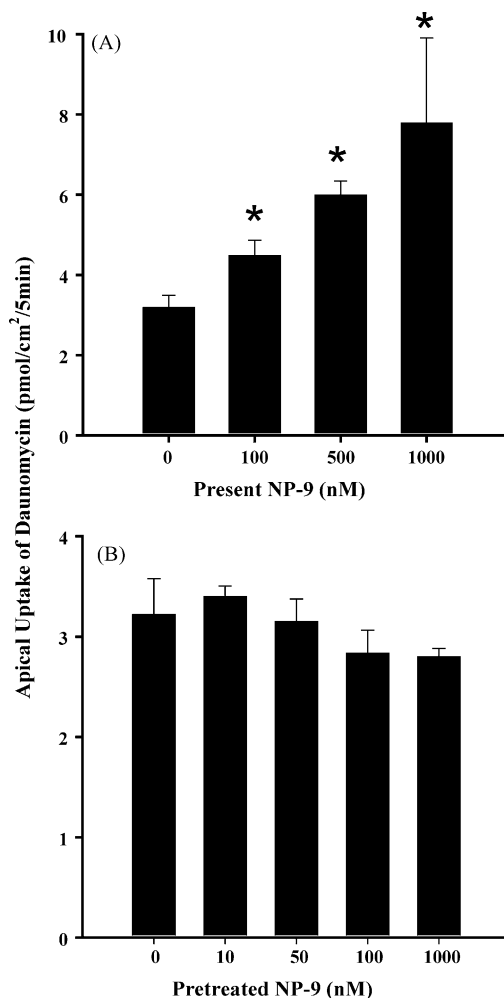 Apical Uptake of Daunomycin (pmol/cm²/5min)
(A)
10
8
6
4
2
0
*
*
*
0 100 500 1000
Present NP-9 (nM)
(B)
4
3
2
1
0
0 10 50 100 1000
Pretreated NP-9 (nM)